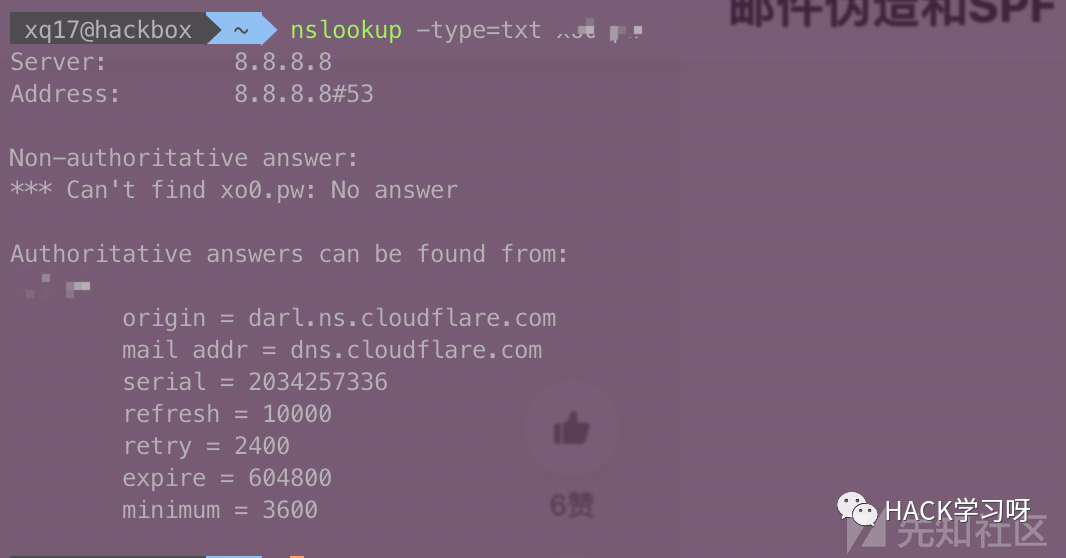 邮件伪造和SPF
xq17@hackbox ~ nslookup -type=txt
Server: 8.8.8.8
Address: 8.8.8.8#53
Non-authoritative answer:
*** Can't find xo0.pw: No answer
Authoritative answers can be found from:
origin = darl.ns.cloudflare.com
mail addr = dns.cloudflare.com
serial = 2034257336
refresh = 10000
retry = 2400
expire = 604800
minimum = 3600
6赞
HACK学习呀
先知社区